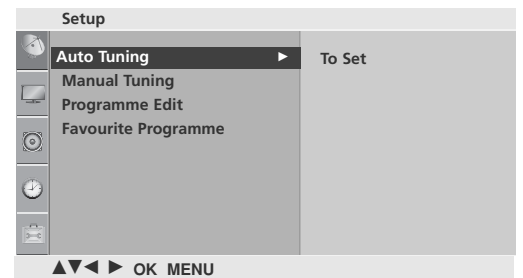 Setup
Auto Tuning ► To Set
Manual Tuning
Programme Edit
Favourite Programme
▲▼◄ ► OK MENU